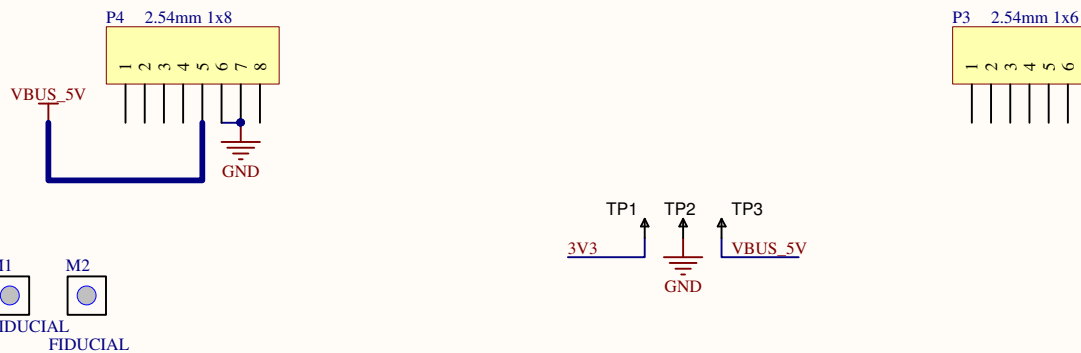 P4 2.54mm 1x8
P3 2.54mm 1x6
1 2 3 4 5 6 7 8
1 2 3 4 5 6
VBUS_5V
GND
TP1 TP2 TP3
3V3
VBUS_5V
GND
M1
M2
FIDUCIAL
FIDUCIAL